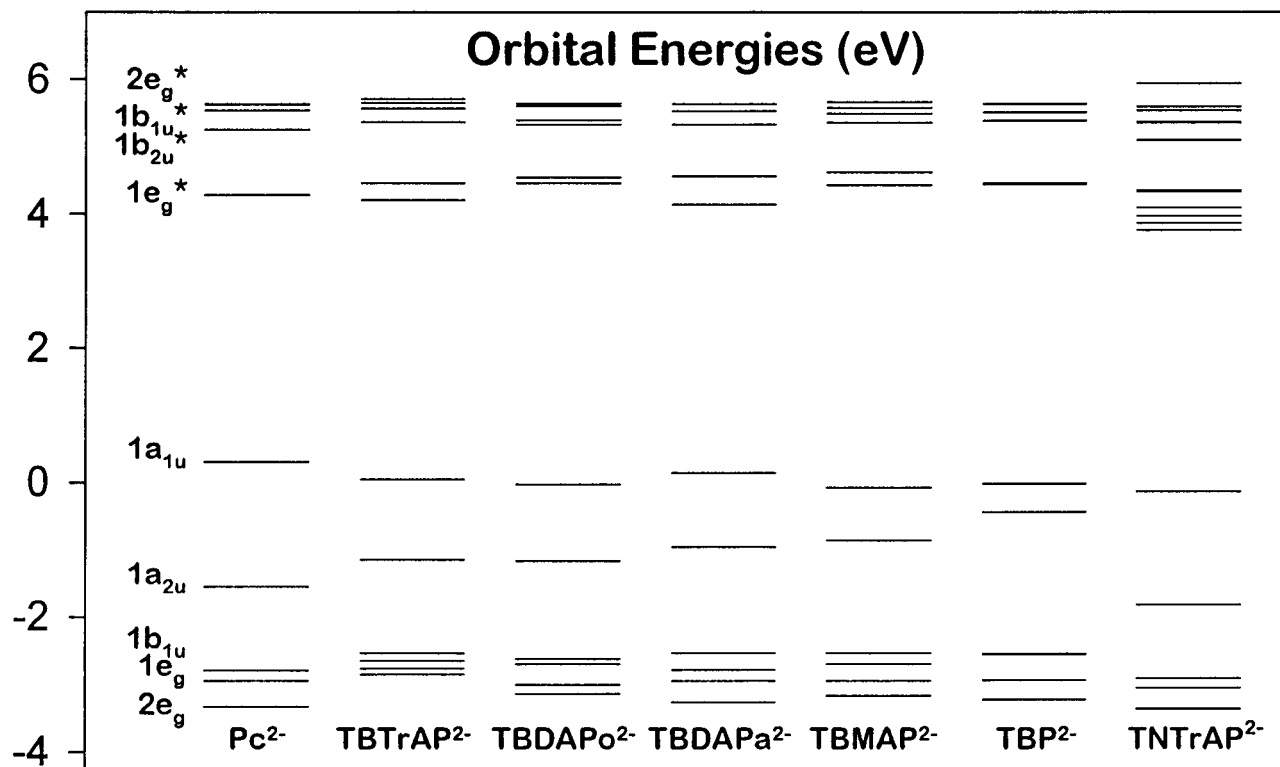 Orbital Energies (eV)
6
4
2
0
-2
-4
2e_g*
1b_1u*
1b_2u*
1e_g*
1a_1u
1a_2u
1b_1u
1e_g
2e_g
Pc²⁻ TBTrAP²⁻ TBDAPo²⁻ TBDAPa²⁻ TBMAP²⁻ TBP²⁻ TNTrAP²⁻